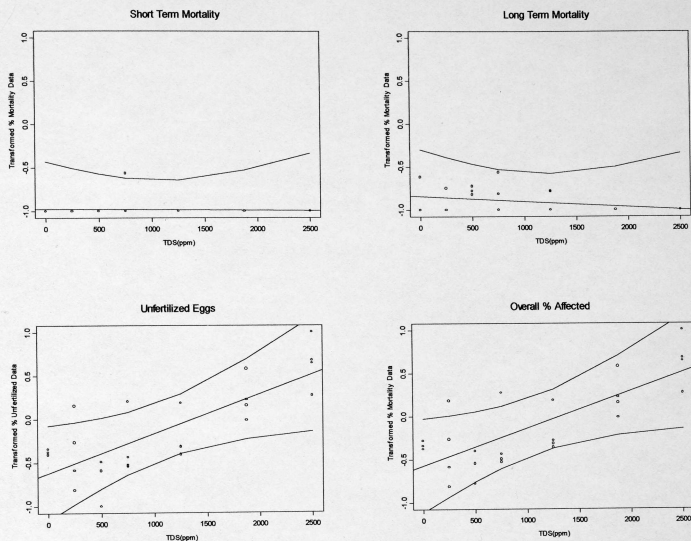 Short Term Mortality
Transformed % Mortality Data
1.0
0.5
0.0
-0.5
-1.0
0 500 1000 1500 2000 2500
TDS(ppm)
Long Term Mortality
Transformed % Mortality Data
1.0
0.5
0.0
-0.5
-1.0
0 500 1000 1500 2000 2500
TDS(ppm)
Unfertilized Eggs
Transformed % Unfertilized Data
1.0
0.5
0.0
-0.5
-1.0
0 500 1000 1500 2000 2500
TDS(ppm)
Overall % Affected
Transformed % Mortality Data
1.0
0.5
0.0
-0.5
-1.0
0 500 1000 1500 2000 2500
TDS(ppm)